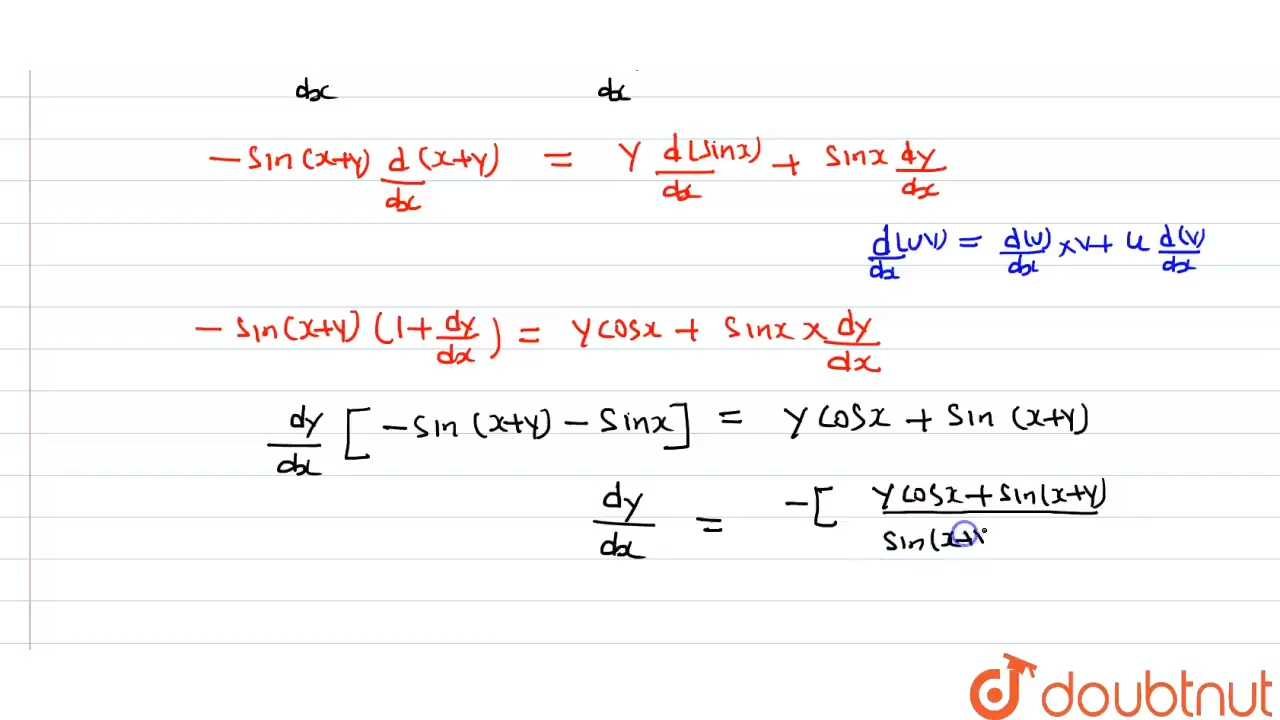 dx dx
- sin(x+y) d/dx (x+y) = y d(sinx)/dx + sinx dy/dx
d/dx (uv) = d(u)/dx x v + u d(v)/dx
- sin(x+y) (1 + dy/dx) = y cosx + sinx x dy/dx
dy/dx [ - sin (x+y) - sinx ] = y cosx + sin (x+y)
dy/dx = - [ y cosx + sin(x+y) / sin(x+y
doubtnut